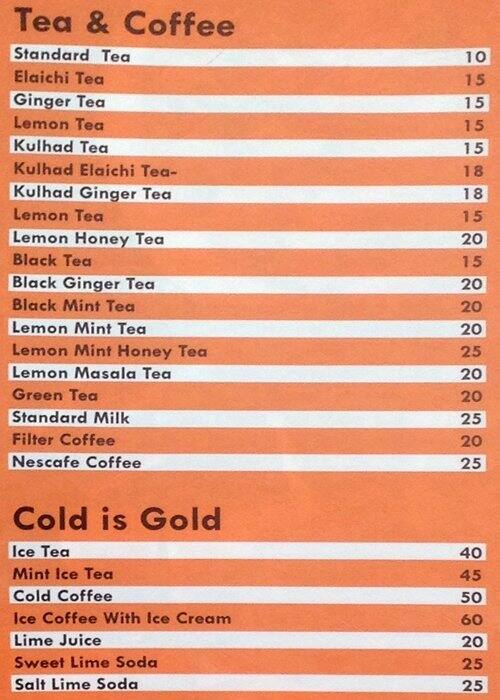 Tea & Coffee
Standard Tea 10
Elaichi Tea 15
Ginger Tea 15
Lemon Tea 15
Kulhad Tea 15
Kulhad Elaichi Tea- 18
Kulhad Ginger Tea 18
Lemon Tea 15
Lemon Honey Tea 20
Black Tea 15
Black Ginger Tea 20
Black Mint Tea 20
Lemon Mint Tea 20
Lemon Mint Honey Tea 25
Lemon Masala Tea 20
Green Tea 20
Standard Milk 25
Filter Coffee 20
Nescafe Coffee 25
Cold is Gold
Ice Tea 40
Mint Ice Tea 45
Cold Coffee 50
Ice Coffee With Ice Cream 60
Lime Juice 20
Sweet Lime Soda 25
Salt Lime Soda 25